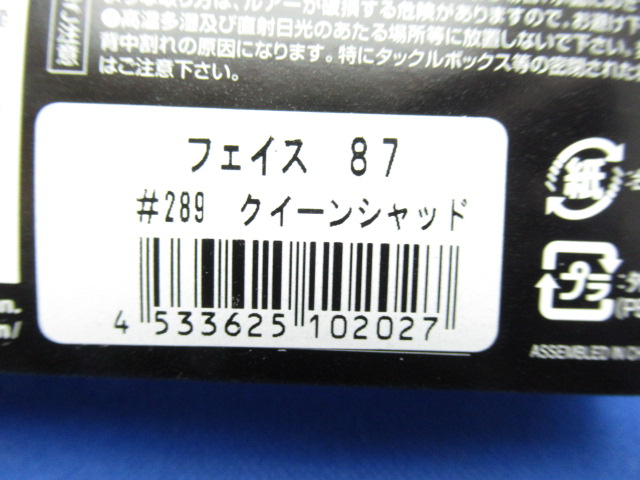 ●高温多湿及び直射日光のあたる場所等に放置しないで下さい。
背中割れの原因になります。特にタックルボックス等の密閉された
はご注意下さい。
フェイス 87
#289 クイーンシャッド
4 533625 102027
紙
プラ
ASSEMBLED IN